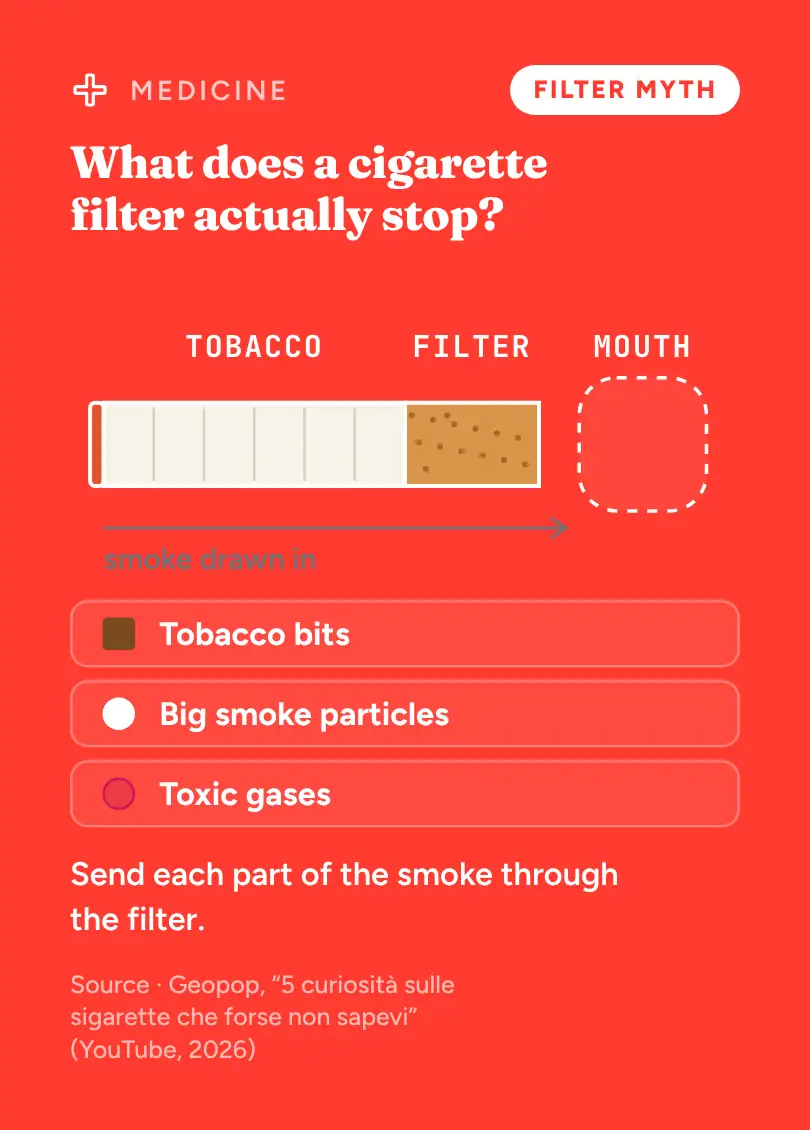 MEDICINE
FILTER MYTH
What does a cigarette
filter actually stop?
TOBACCO
FILTER
MOUTH
smoke drawn in
Tobacco bits
Big smoke particles
Toxic gases
Send each part of the smoke through
the filter.
Source · Geopop, “5 curiosità sulle
sigarette che forse non sapevi”
(YouTube, 2026)